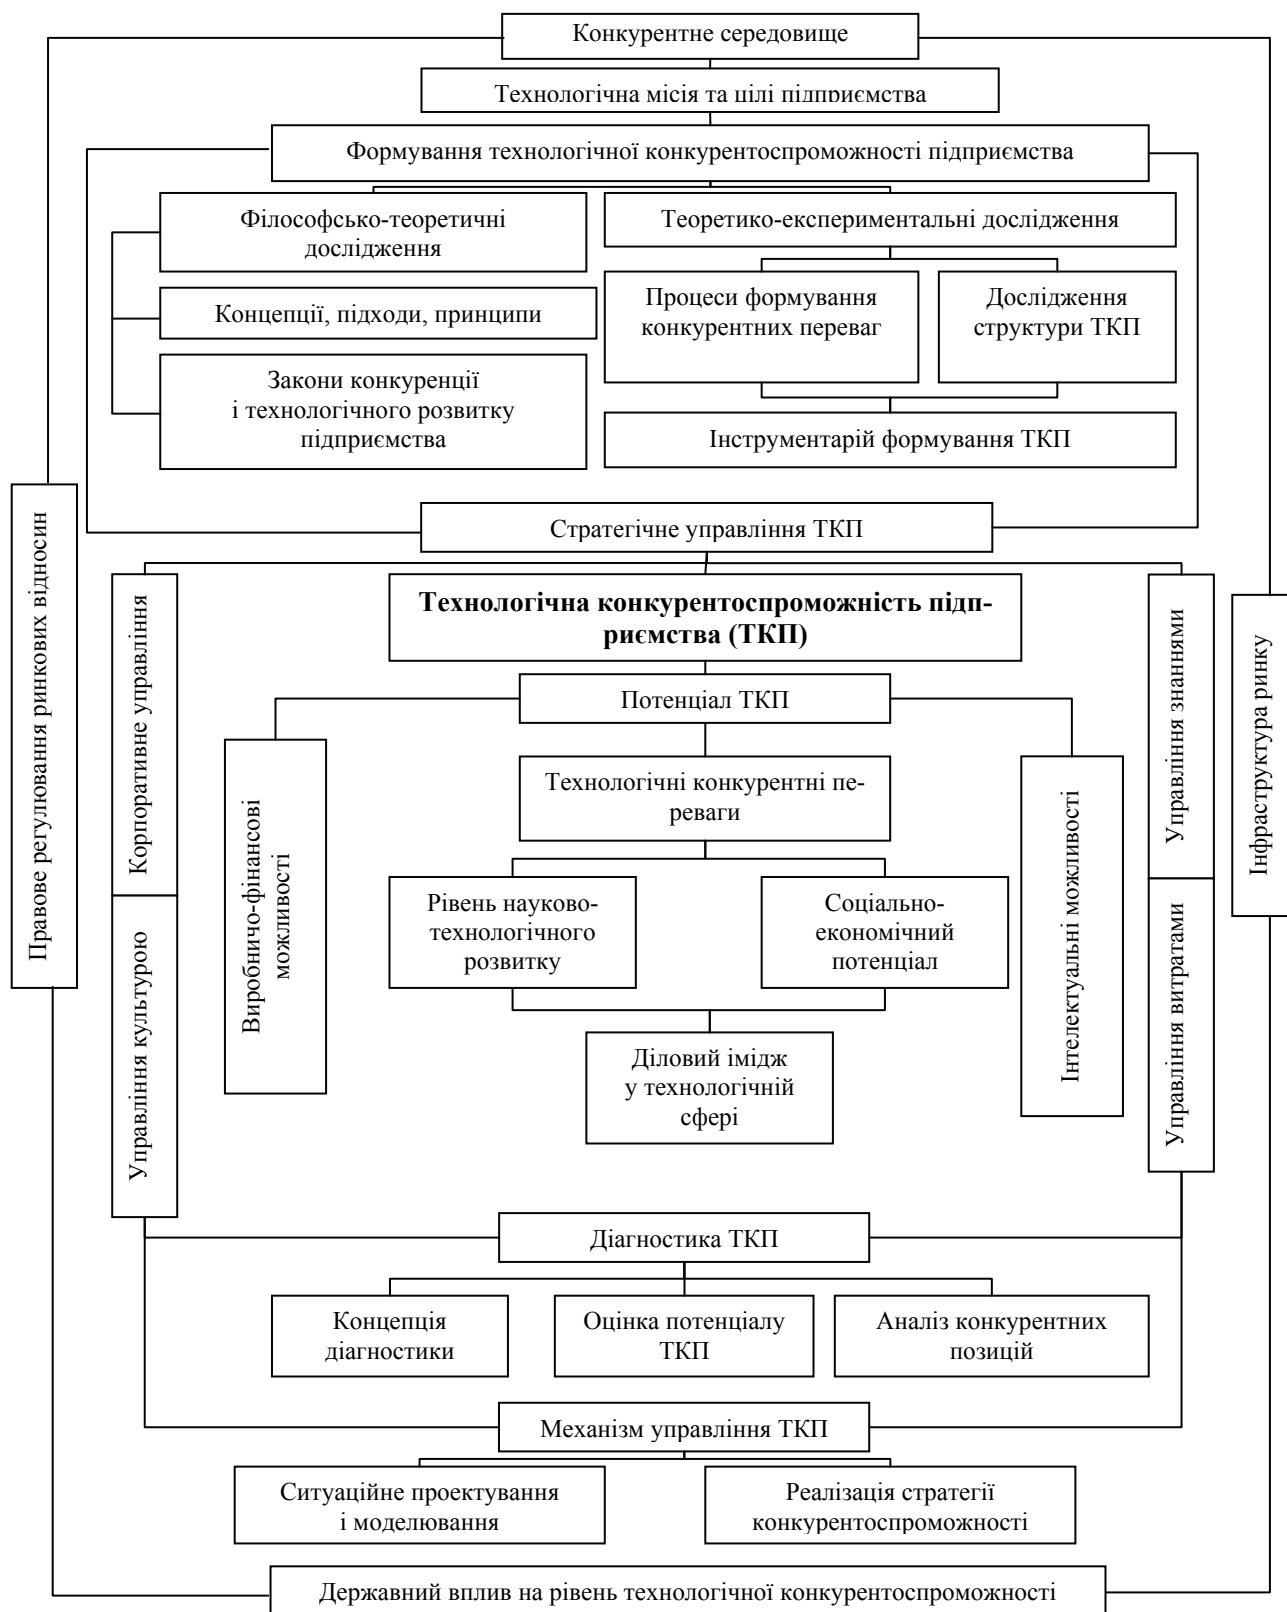 Конкурентне середовище
Технологічна місія та цілі підприємства
Формування технологічної конкурентоспроможності підприємства
Філософсько-теоретичні
дослідження
Теоретико-експериментальні дослідження
Концепції, підходи, принципи
Процеси формування
конкурентних переваг
Дослідження
структури ТКП
Закони конкуренції
і технологічного розвитку
підприємства
Інструментарій формування ТКП
Стратегічне управління ТКП
Правове регулювання ринкових відносин
Корпоративне управління
Управління культурою
Технологічна конкурентоспроможність підп-
риємства (ТКП)
Управління знаннями
Управління витратами
Інфраструктура ринку
Потенціал ТКП
Виробничо-фінансові
можливості
Технологічні конкурентні пе-
реваги
Інтелектуальні можливості
Рівень науково-
технологічного
розвитку
Соціально-
економічний
потенціал
Діловий імідж
у технологічній
сфері
Діагностика ТКП
Концепція
діагностики
Оцінка потенціалу
ТКП
Аналіз конкурентних
позицій
Механізм управління ТКП
Ситуаційне проектування
і моделювання
Реалізація стратегії
конкурентоспроможності
Державний вплив на рівень технологічної конкурентоспроможності